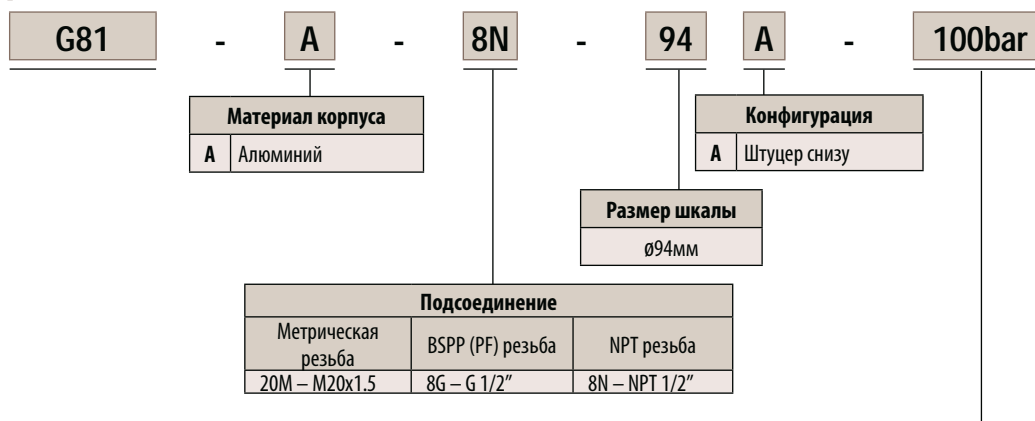 G81 - A - 8N - 94 A - 100bar
Материал корпуса
A Алюминий
Конфигурация
A Штуцер снизу
Размер шкалы
ø94мм
Подсоединение
Метрическая резьба
BSPP (PF) резьба
NPT резьба
20M – M20x1.5
8G – G 1/2”
8N – NPT 1/2”